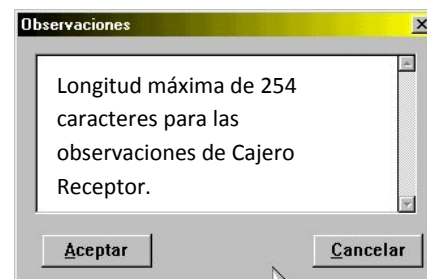 Observaciones
Longitud máxima de 254
caracteres para las
observaciones de Cajero
Receptor.
Aceptar
Cancelar